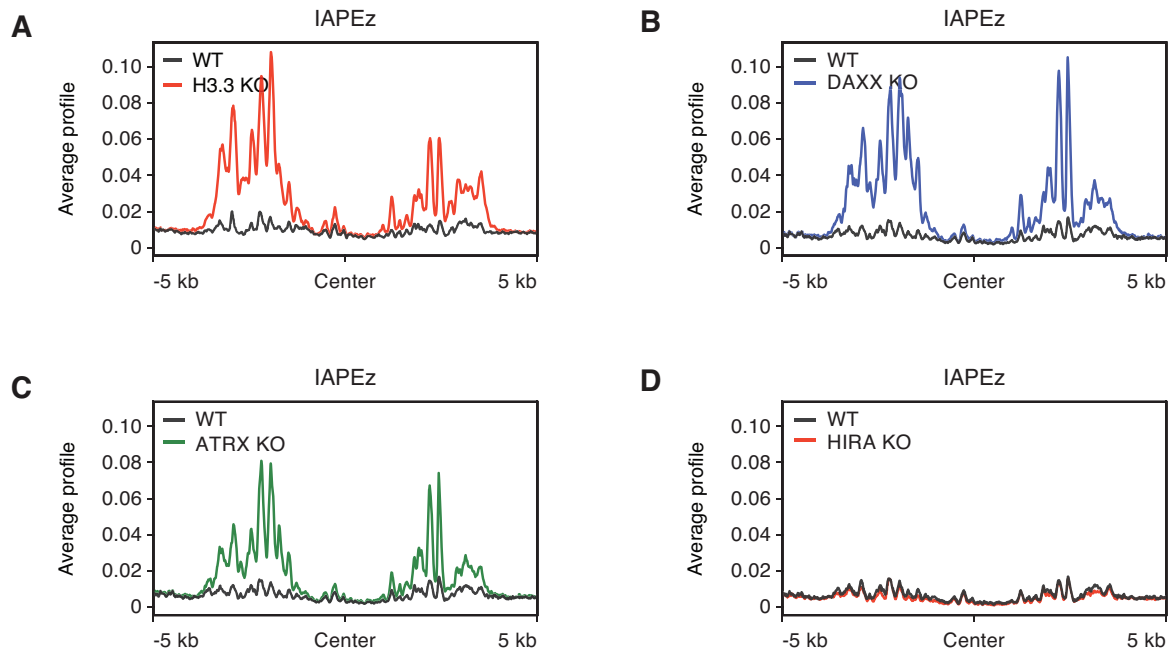 A
IAPEz
WT
H3.3 KO
Average profile
0.10
0.08
0.06
0.04
0.02
0
-5 kb
Center
5 kb
B
IAPEz
WT
DAXX KO
Average profile
0.10
0.08
0.06
0.04
0.02
0
-5 kb
Center
5 kb
C
IAPEz
WT
ATRX KO
Average profile
0.10
0.08
0.06
0.04
0.02
0
-5 kb
Center
5 kb
D
IAPEz
WT
HIRA KO
Average profile
0.10
0.08
0.06
0.04
0.02
0
-5 kb
Center
5 kb